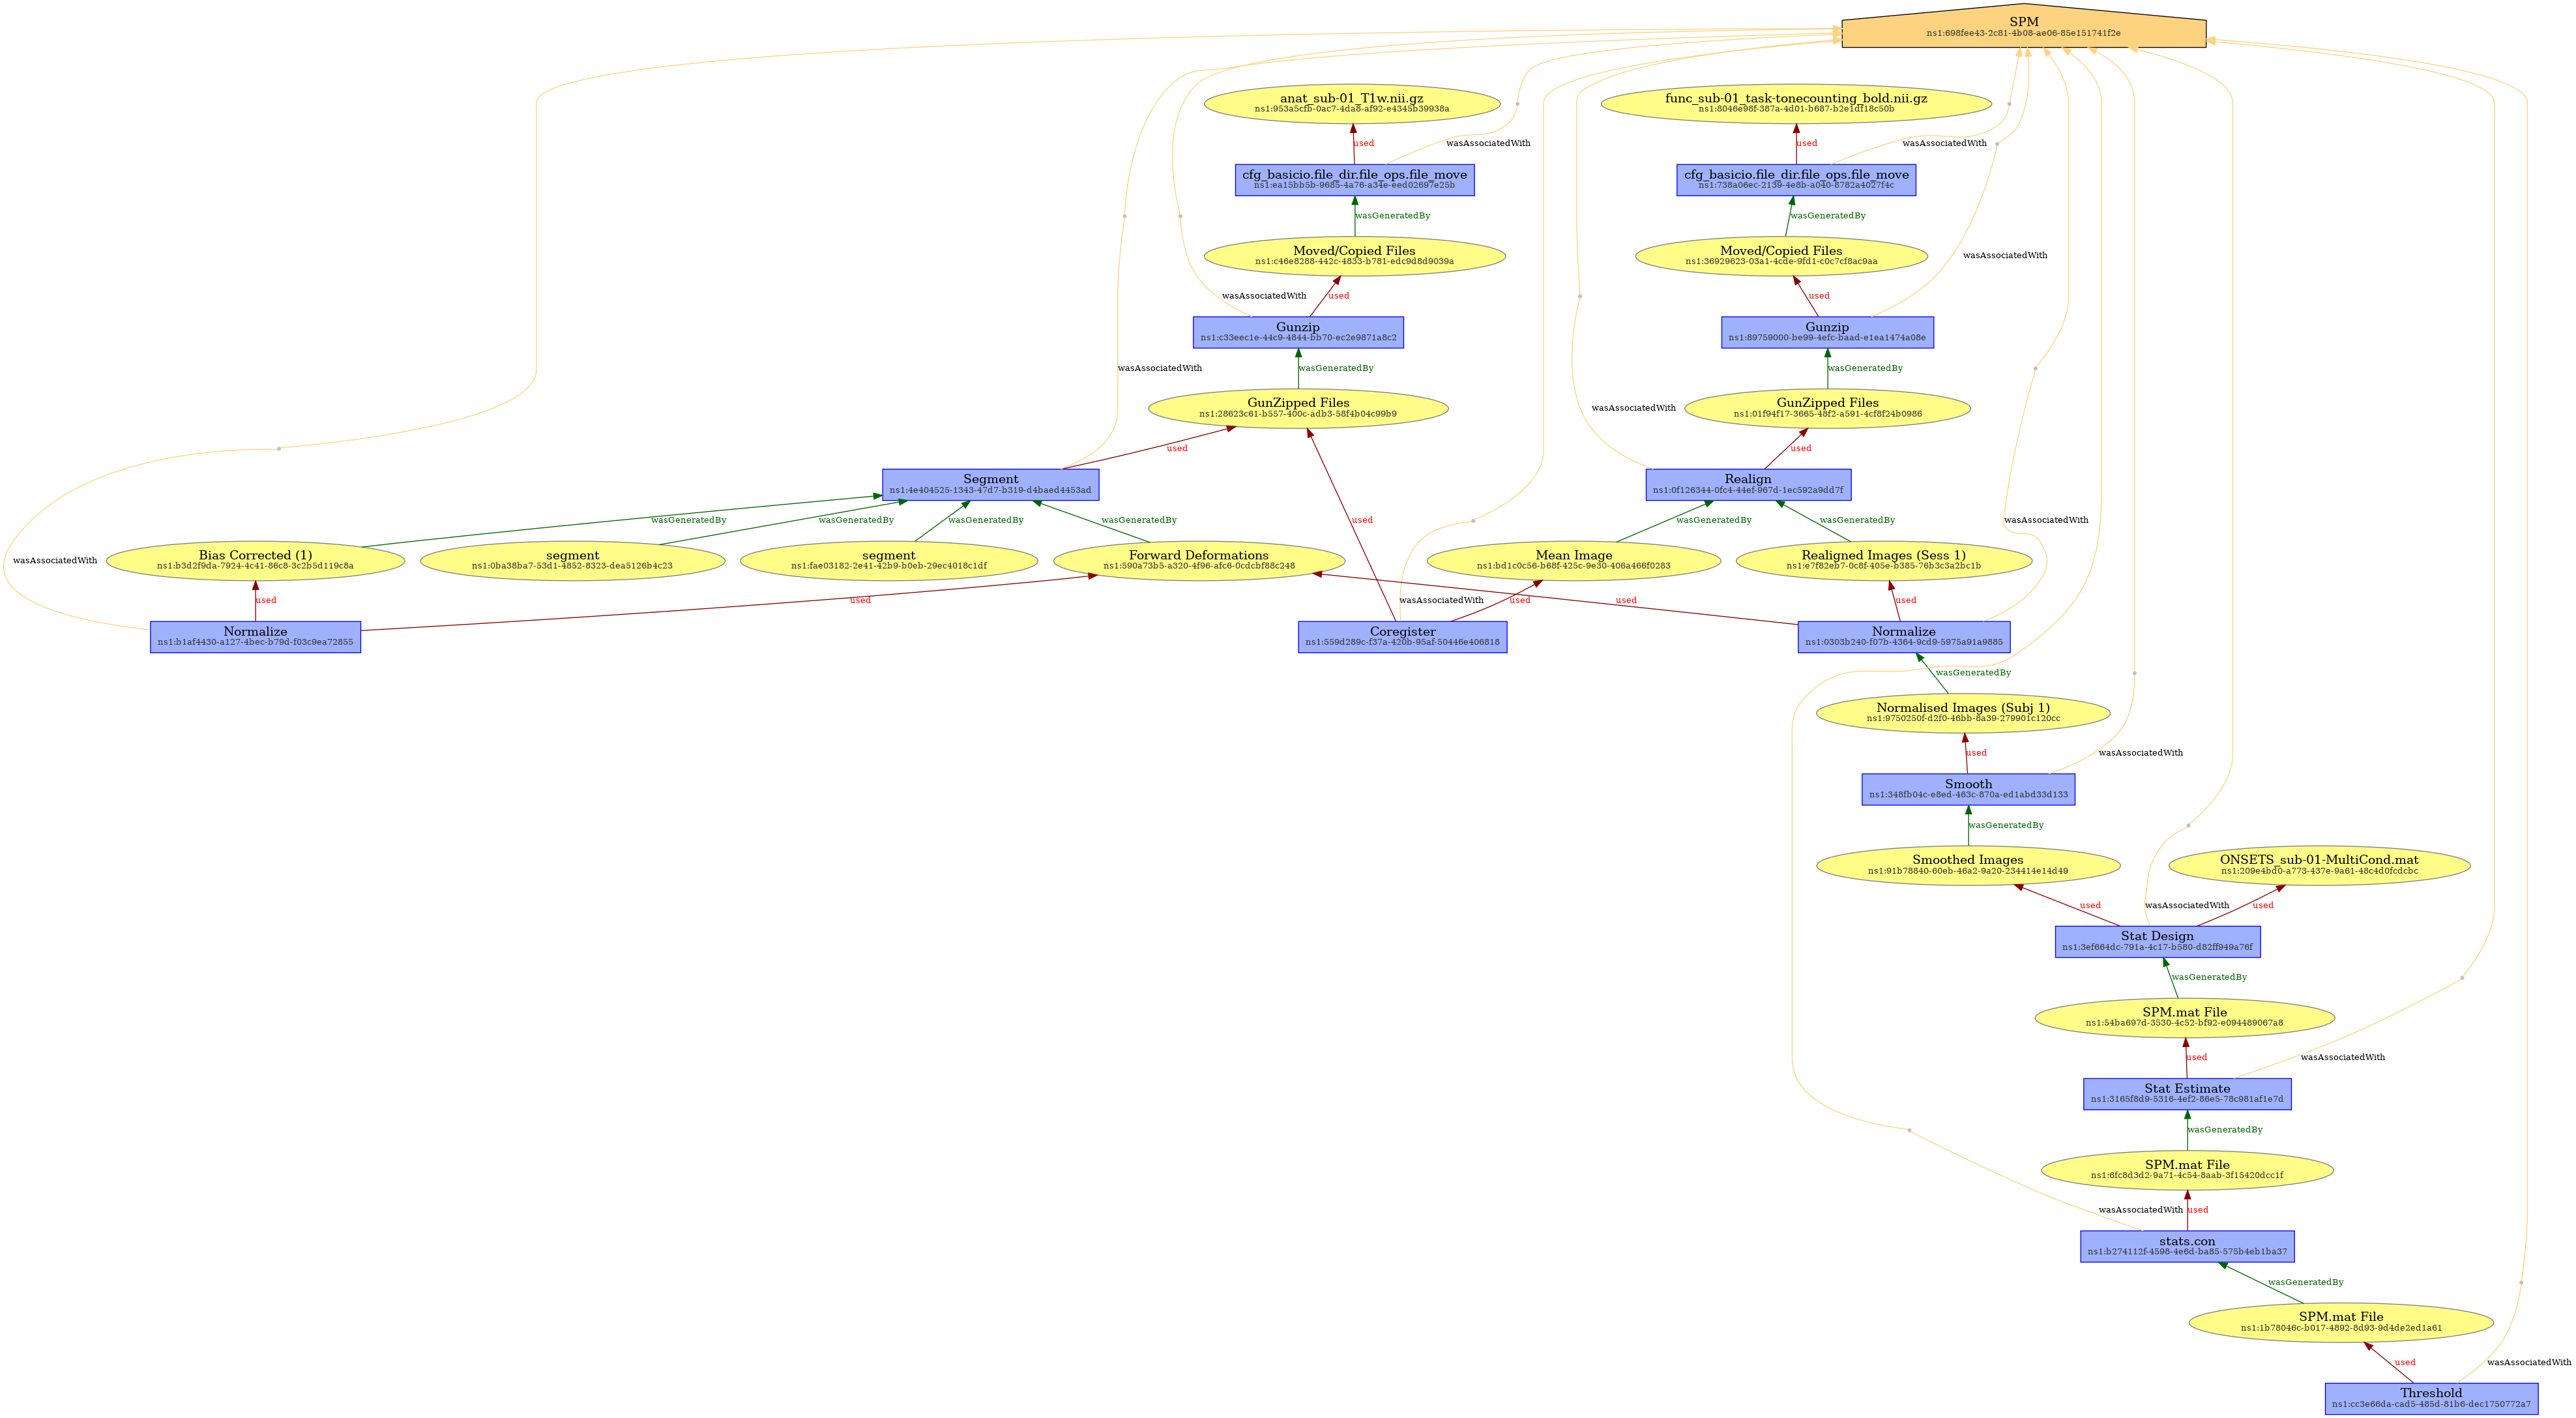 SPM
ns1:698fee43-2c81-4b08-ae06-85e151741f2e
anat_sub-01_T1w.nii.gz
ns1:953a5cfb-0ac7-4da8-af92-e4345b39938a
func_sub-01_task-tonecounting_bold.nii.gz
ns1:8046e98f-387a-4d01-b687-b2e1df18c50b
used
wasAssociatedWith
used
wasAssociatedWith
cfg_basicio.file_dir.file_ops.file_move
ns1:ea15bb5b-9685-4a76-a34e-eed02697e25b
cfg_basicio.file_dir.file_ops.file_move
ns1:738a06ec-2139-4e8b-a040-8782a4027f4c
wasGeneratedBy
wasGeneratedBy
Moved/Copied Files
ns1:c46e8288-442c-4833-b781-edc9d8d9039a
Moved/Copied Files
ns1:36929623-03a1-4cde-9fd1-c0c7cf8ac9aa
wasAssociatedWith
wasAssociatedWith
used
used
Gunzip
ns1:c33eec1e-44c9-4844-bb70-ec2e9871a8c2
Gunzip
ns1:89759000-be99-4efc-baad-e1ea1474a08e
wasAssociatedWith
wasGeneratedBy
wasGeneratedBy
GunZipped Files
ns1:28623c61-b557-400c-adb3-58f4b04c99b9
wasAssociatedWith
GunZipped Files
ns1:01f94f17-3665-48f2-a591-4cf8f24b0986
used
used
Segment
ns1:4e404525-1343-47d7-b319-d4baed4453ad
Realign
ns1:0f126344-0fc4-44ef-967d-1ec592a9dd7f
wasGeneratedBy
wasGeneratedBy
wasGeneratedBy
wasGeneratedBy
used
wasGeneratedBy
wasGeneratedBy
wasAssociatedWith
wasAssociatedWith
Bias Corrected (1)
ns1:b3d2f9da-7924-4c41-86c8-3c2b5d119c8a
segment
ns1:0ba38ba7-53d1-4852-8323-dea5126b4c23
segment
ns1:fae03182-2e41-42b9-b0eb-29ec4018c1df
Forward Deformations
ns1:590a73b5-a320-4f96-afc6-0cdcbf88c248
Mean Image
ns1:bd1c0c56-b68f-425c-9e30-406a466f0283
Realigned Images (Sess 1)
ns1:e7f82eb7-0c8f-405e-b385-76b3c3a2bc1b
used
used
wasAssociatedWith
used
used
used
Normalize
ns1:b1af4430-a127-4bec-b79d-f03c9ea72855
Coregister
ns1:559d289c-f37a-420b-95af-50446e406818
Normalize
ns1:0303b240-f07b-4364-9cd9-5975a91a9885
wasGeneratedBy
Normalised Images (Subj 1)
ns1:9750250f-d2f0-46bb-8a39-279901c120cc
used
wasAssociatedWith
Smooth
ns1:348fb04c-e8ed-463c-870a-ed1abd33d133
wasGeneratedBy
Smoothed Images
ns1:91b78840-60eb-46a2-9a20-234414e14d49
ONSETS_sub-01-MultiCond.mat
ns1:209e4bd0-a773-437e-9a61-48c4d0fcdcbc
used
wasAssociatedWith
used
Stat Design
ns1:3ef664dc-791a-4c17-b580-d82ff949a76f
wasGeneratedBy
SPM.mat File
ns1:54ba697d-3530-4c52-bf92-e094489067a8
used
wasAssociatedWith
Stat Estimate
ns1:3165f8d9-5316-4ef2-86e5-78c981af1e7d
wasGeneratedBy
SPM.mat File
ns1:6fc8d3d2-9a71-4c54-8aab-3f15420dcc1f
wasAssociatedWith
used
stats.con
ns1:b274112f-4598-4e6d-ba85-575b4eb1ba37
wasGeneratedBy
SPM.mat File
ns1:1b78046c-b017-4892-8d93-9d4de2ed1a61
used
wasAssociatedWith
Threshold
ns1:cc3e66da-cad5-485d-81b6-dec1750772a7